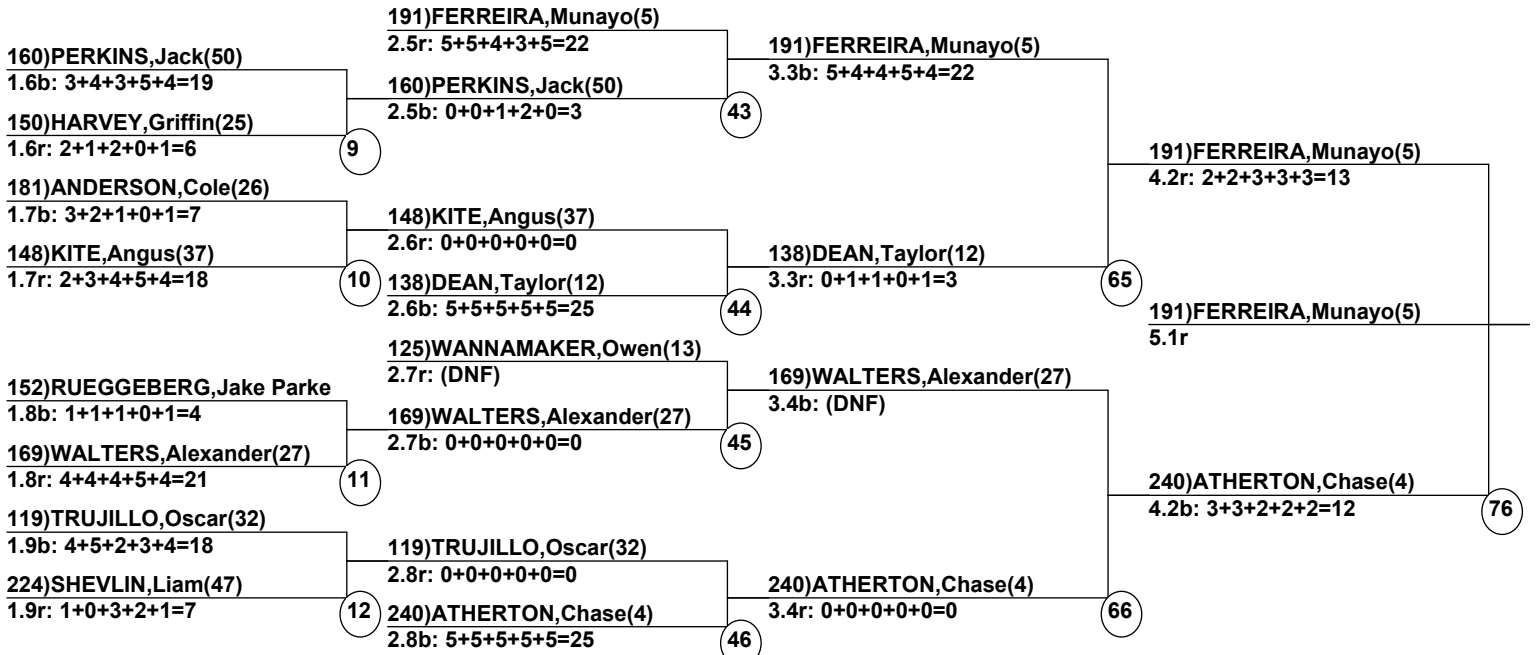 191)FERREIRA,Munayo(5)
2.5r: 5+5+4+3+5=22
160)PERKINS,Jack(50)
1.6b: 3+4+3+5+4=19
160)PERKINS,Jack(50)
2.5b: 0+0+1+2+0=3
43
150)HARVEY,Griffin(25)
1.6r: 2+1+2+0+1=6
9
191)FERREIRA,Munayo(5)
3.3b: 5+4+4+5+4=22
181)ANDERSON,Cole(26)
1.7b: 3+2+1+0+1=7
148)KITE,Angus(37)
2.6r: 0+0+0+0+0=0
148)KITE,Angus(37)
1.7r: 2+3+4+5+4=18
10
138)DEAN,Taylor(12)
2.6b: 5+5+5+5+5=25
44
138)DEAN,Taylor(12)
3.3r: 0+1+1+0+1=3
65
191)FERREIRA,Munayo(5)
4.2r: 2+2+3+3+3=13
191)FERREIRA,Munayo(5)
5.1r
125)WANNAMAKER,Owen(13)
2.7r: (DNF)
152)RUEGGEBERG,Jake Parke
1.8b: 1+1+1+0+1=4
169)WALTERS,Alexander(27)
2.7b: 0+0+0+0+0=0
45
169)WALTERS,Alexander(27)
1.8r: 4+4+4+5+4=21
11
169)WALTERS,Alexander(27)
3.4b: (DNF)
119)TRUJILLO,Oscar(32)
1.9b: 4+5+2+3+4=18
119)TRUJILLO,Oscar(32)
2.8r: 0+0+0+0+0=0
224)SHEVLIN,Liam(47)
1.9r: 1+0+3+2+1=7
12
240)ATHERTON,Chase(4)
2.8b: 5+5+5+5+5=25
46
240)ATHERTON,Chase(4)
3.4r: 0+0+0+0+0=0
66
240)ATHERTON,Chase(4)
4.2b: 3+3+2+2+2=12
76